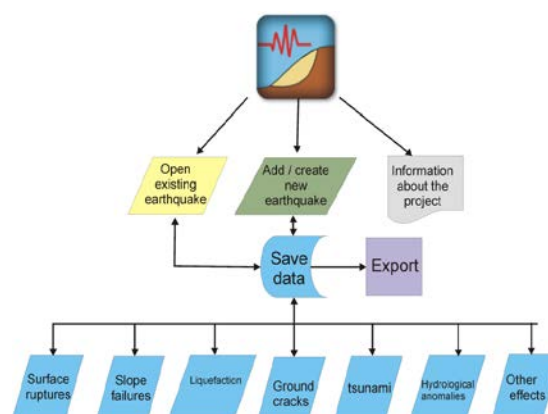 Open
existing
earthquake
Add / create
new
earthquake
Information
about the
project
Save
data
Export
Surface
ruptures
Slope
failures
Liquefaction
Ground
cracks
tsunami
Hydrological
anomalies
Other
effects